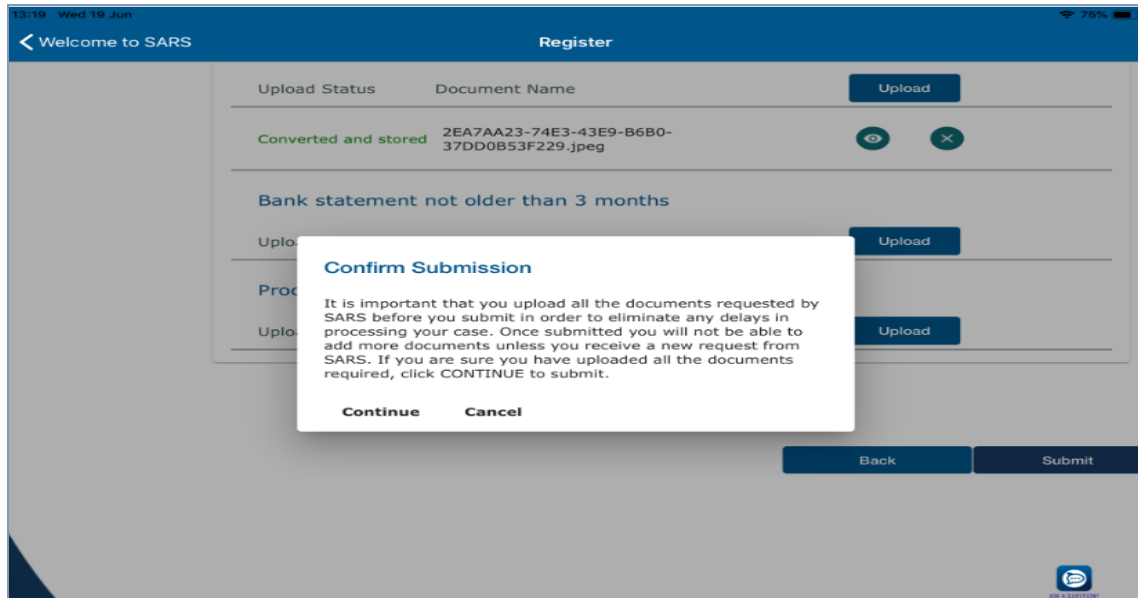 13:19 Wed 19 Jun 75%
Welcome to SARS Register
Upload Status Document Name Upload
Converted and stored 2EA7AA23-74E3-43E9-B6B0-
37DD0B53F229.jpeg
Bank statement not older than 3 months
Uplo Upload
Confirm Submission
Proc
It is important that you upload all the documents requested by
SARS before you submit in order to eliminate any delays in
processing your case. Once submitted you will not be able to
add more documents unless you receive a new request from
SARS. If you are sure you have uploaded all the documents
required, click CONTINUE to submit.
Uplo Upload
Continue Cancel
Back Submit
ASK A QUESTION?